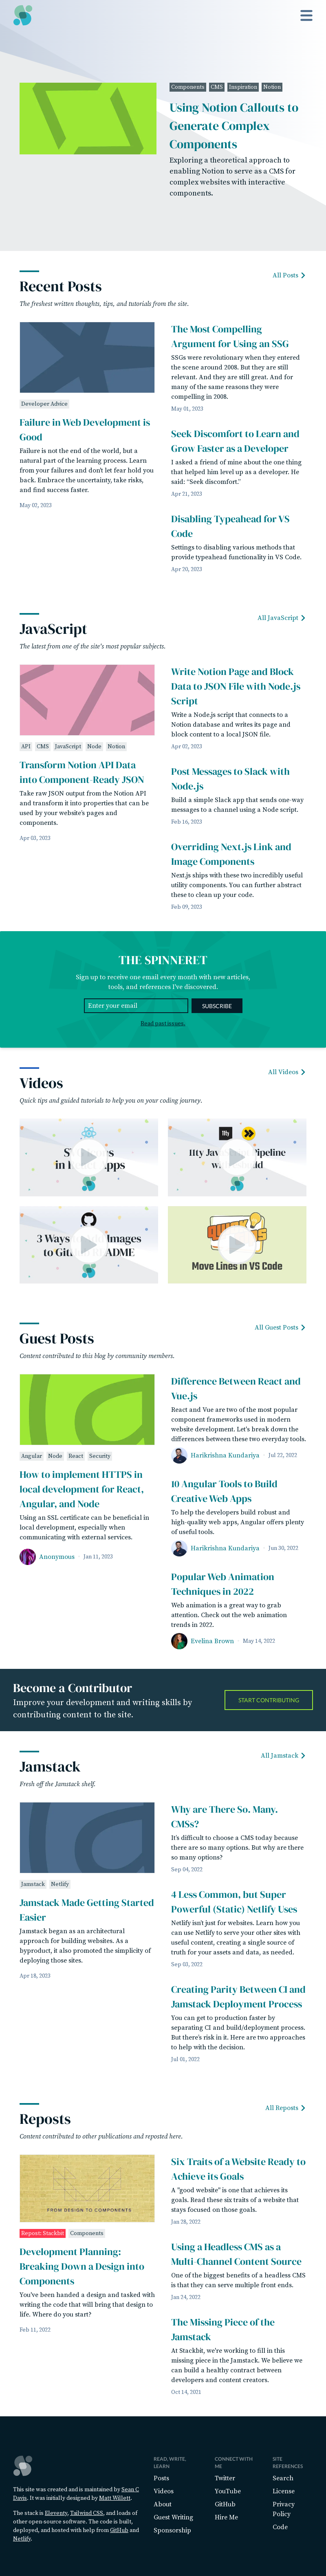 Components CMS Inspiration Notion
Using Notion Callouts to
Generate Complex
Components
Exploring a theoretical approach to
enabling Notion to serve as a CMS for
complex websites with interactive
components.
Recent Posts
All Posts
The freshest written thoughts, tips, and tutorials from the site.
Developer Advice
Failure in Web Development is
Good
Failure is not the end of the world, but a
natural part of the learning process. Learn
from your failures and don't let fear hold you
back. Embrace the uncertainty, take risks,
and find success faster.
May 02, 2023
The Most Compelling
Argument for Using an SSG
SSGs were revolutionary when they entered
the scene around 2008. But they are still
relevant. And they are still growing. And for
many of the same reasons they were
compelling in 2008.
May 01, 2023
Seek Discomfort to Learn and
Grow Faster as a Developer
I asked a friend of mine about the one thing
that helped him level up as a developer. He
said: "Seek discomfort."
Apr 21, 2023
Disabling Typeahead for VS
Code
Settings to disabling various methods that
provide typeahead functionality in VS Code.
Apr 20, 2023
JavaScript
All JavaScript
The latest from one of the site's most popular subjects.
API CMS JavaScript Node Notion
Transform Notion API Data
into Component-Ready JSON
Take raw JSON output from the Notion API
and transform it into properties that can be
used by your website's pages and
components.
Apr 03, 2023
Write Notion Page and Block
Data to JSON File with Node.js
Script
Write a Node.js script that connects to a
Notion database and writes its page and
block content to a local JSON file.
Apr 02, 2023
Post Messages to Slack with
Node.js
Build a simple Slack app that sends one-way
messages to a channel using a Node script.
Feb 16, 2023
Overriding Next.js Link and
Image Components
Next.js ships with these two incredibly useful
utility components. You can further abstract
these to clean up your code.
Feb 09, 2023
THE SPINNERET
Sign up to receive one email every month with new articles,
tools, and references I've discovered.
Enter your email
SUBSCRIBE
Read past issues.
Videos
All Videos
Quick tips and guided tutorials to help you on your coding journey.
11ty
Move Lines in VS Code
Guest Posts
All Guest Posts
Content contributed to this blog by community members.
Angular Node React Security
How to implement HTTPS in
local development for React,
Angular, and Node
Using an SSL certificate can be beneficial in
local development, especially when
communicating with external services.
Anonymous · Jan 11, 2023
Difference Between React and
Vue.js
React and Vue are two of the most popular
component frameworks used in modern
website development. Let's break down the
differences between these two everyday tools.
Harikrishna Kundariya · Jul 22, 2022
10 Angular Tools to Build
Creative Web Apps
To help the developers build robust and
high-quality web apps, Angular offers plenty
of useful tools.
Harikrishna Kundariya · Jun 30, 2022
Popular Web Animation
Techniques in 2022
Web animation is a great way to grab
attention. Check out the web animation
trends in 2022.
Evelina Brown · May 14, 2022
Become a Contributor
Improve your development and writing skills by
contributing content to the site.
START CONTRIBUTING
Jamstack
All Jamstack
Fresh off the Jamstack shelf.
Jamstack Netlify
Jamstack Made Getting Started
Easier
Jamstack began as an architectural
approach for building websites. As a
byproduct, it also promoted the simplicity of
deploying those sites.
Apr 18, 2023
Why are There So. Many.
CMSs?
It's difficult to choose a CMS today because
there are so many options. But why are there
so many options?
Sep 04, 2022
4 Less Common, but Super
Powerful (Static) Netlify Uses
Netlify isn't just for websites. Learn how you
can use Netlify to serve your other sites with
useful content, creating a single source of
truth for your assets and data, as needed.
Sep 03, 2022
Creating Parity Between CI and
Jamstack Deployment Process
You can get to production faster by
separating CI and build/deployment process.
But there's risk in it. Here are two approaches
to help with the decision.
Jul 01, 2022
Reposts
All Reposts
Content contributed to other publications and reposted here.
FROM DESIGN TO COMPONENTS
Repost: Stackbit Components
Development Planning:
Breaking Down a Design into
Components
You've been handed a design and tasked with
writing the code that will bring that design to
life. Where do you start?
Feb 11, 2022
Six Traits of a Website Ready to
Achieve its Goals
A "good website" is one that achieves its
goals. Read these six traits of a website that
stays focused on those goals.
Jan 28, 2022
Using a Headless CMS as a
Multi-Channel Content Source
One of the biggest benefits of a headless CMS
is that they can serve multiple front ends.
Jan 24, 2022
The Missing Piece of the
Jamstack
At Stackbit, we're working to fill in this
missing piece in the Jamstack. We believe we
can build a healthy contract between
developers and content creators.
Oct 14, 2021
This site was created and is maintained by Sean C
Davis. It was initially designed by Matt Willett.
The stack is Eleventy, Tailwind CSS, and loads of
other open-source software. The code is built,
deployed, and hosted with help from GitHub and
Netlify.
READ, WRITE,
LEARN
Posts
Videos
About
Guest Writing
Sponsorship
CONNECT WITH
ME
Twitter
YouTube
GitHub
Hire Me
SITE
REFERENCES
Search
License
Privacy
Policy
Code